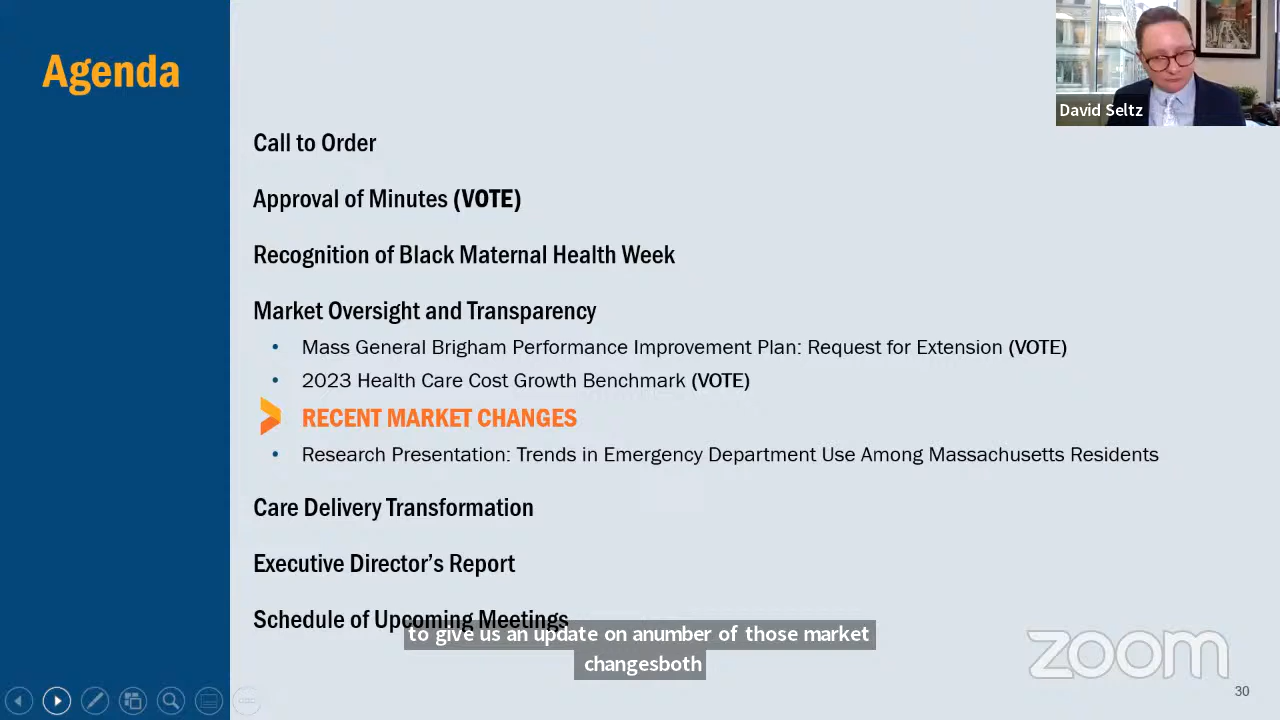 Agenda
David Seltz
Call to Order
Approval of Minutes (VOTE)
Recognition of Black Maternal Health Week
Market Oversight and Transparency
• Mass General Brigham Performance Improvement Plan: Request for Extension (VOTE)
• 2023 Health Care Cost Growth Benchmark (VOTE)
RECENT MARKET CHANGES
• Research Presentation: Trends in Emergency Department Use Among Massachusetts Residents
Care Delivery Transformation
Executive Director’s Report
Schedule of Upcoming Meetings
to give us an update on anumber of those market
changesboth
zoom
30